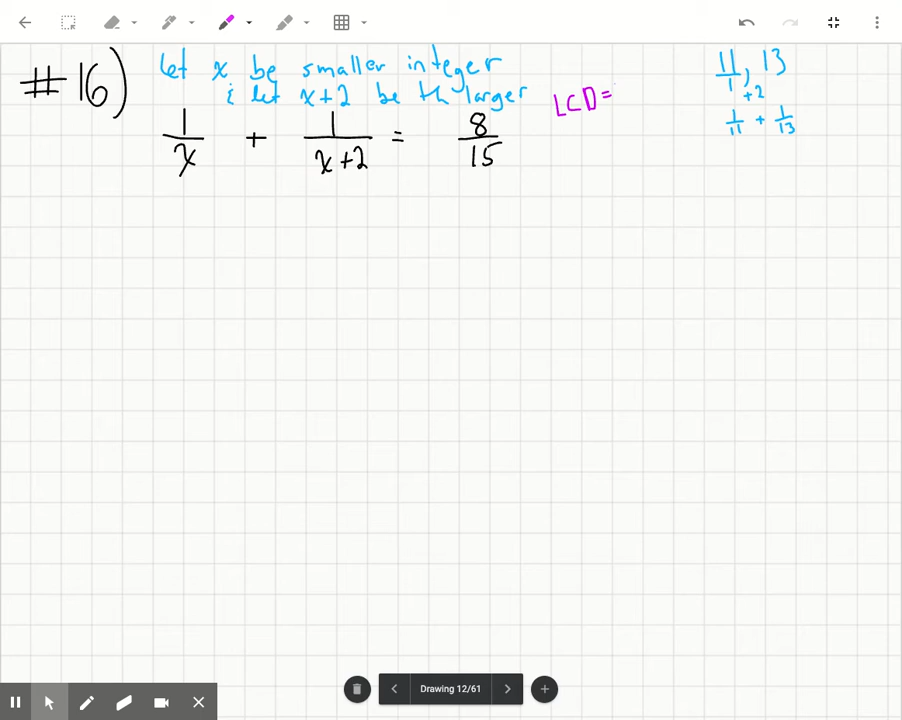 #16) let x be smaller integer
& let x+2 be th larger
LCD=
11, 13
+2
1/11 + 1/13
1/x + 1/(x+2) = 8/15
Drawing 12/61